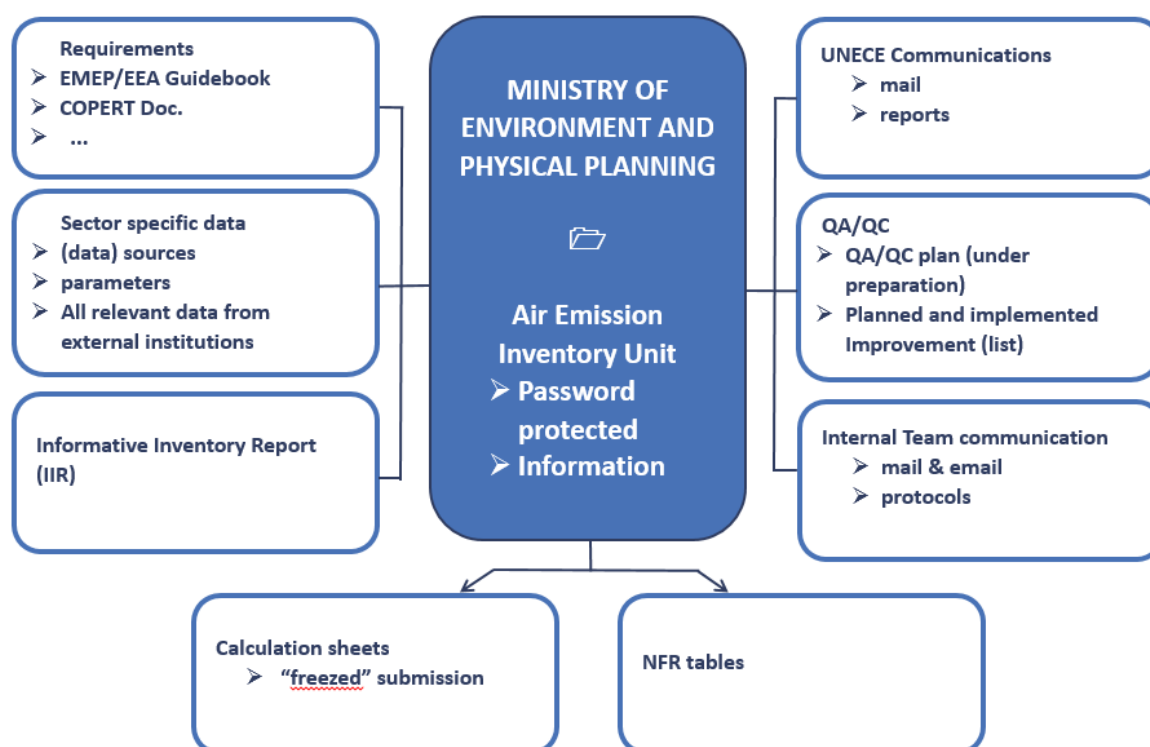 Requirements
➢ EMEP/EEA Guidebook
➢ COPERT Doc.
➢ ...
Sector specific data
➢ (data) sources
➢ parameters
➢ All relevant data from
external institutions
Informative Inventory Report
(IIR)
MINISTRY OF
ENVIRONMENT AND
PHYSICAL PLANNING
Air Emission
Inventory Unit
➢ Password
protected
➢ Information
UNECE Communications
➢ mail
➢ reports
QA/QC
➢ QA/QC plan (under
preparation)
➢ Planned and implemented
Improvement (list)
Internal Team communication
➢ mail & email
➢ protocols
Calculation sheets
➢ “freezed” submission
NFR tables